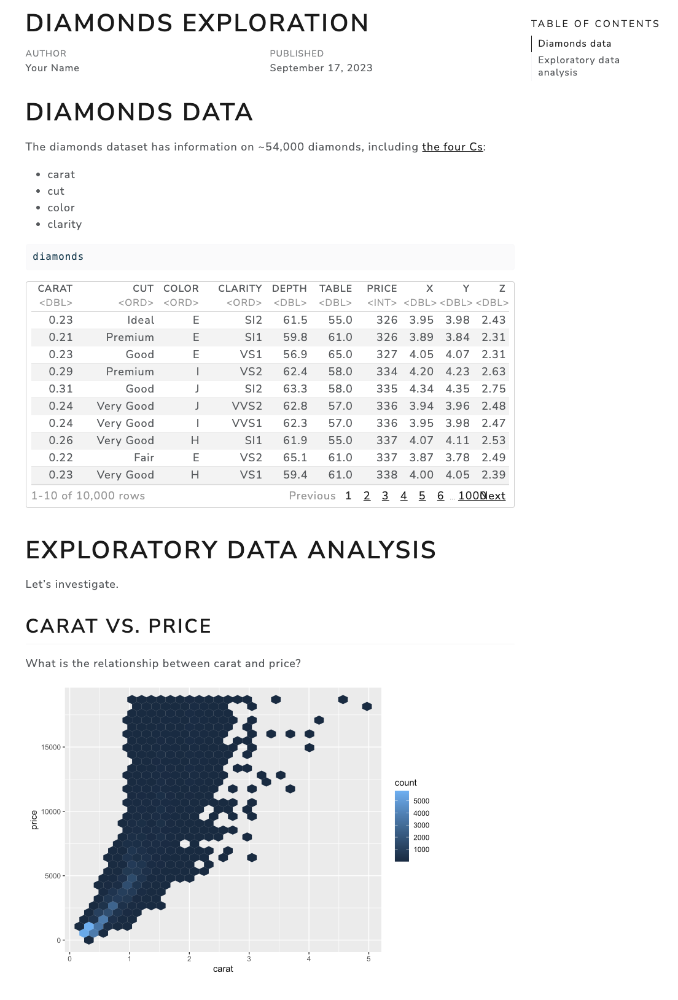 DIAMONDS EXPLORATION
AUTHOR
Your Name
PUBLISHED
September 17, 2023
TABLE OF CONTENTS
Diamonds data
Exploratory data
analysis
DIAMONDS DATA
The diamonds dataset has information on ~54,000 diamonds, including the four Cs:
• carat
• cut
• color
• clarity
diamonds
CARAT CUT COLOR CLARITY DEPTH TABLE PRICE X Y Z
<DBL> <ORD> <ORD> <ORD> <DBL> <DBL> <INT> <DBL> <DBL> <DBL>
0.23 Ideal E SI2 61.5 55.0 326 3.95 3.98 2.43
0.21 Premium E SI1 59.8 61.0 326 3.89 3.84 2.31
0.23 Good E VS1 56.9 65.0 327 4.05 4.07 2.31
0.29 Premium I VS2 62.4 58.0 334 4.20 4.23 2.63
0.31 Good J SI2 63.3 58.0 335 4.34 4.35 2.75
0.24 Very Good J VVS2 62.8 57.0 336 3.94 3.96 2.48
0.24 Very Good I VVS1 62.3 57.0 336 3.95 3.98 2.47
0.26 Very Good H SI1 61.9 55.0 337 4.07 4.11 2.53
0.22 Fair E VS2 65.1 61.0 337 3.87 3.78 2.49
0.23 Very Good H VS1 59.4 61.0 338 4.00 4.05 2.39
1-10 of 10,000 rows Previous 1 2 3 4 5 6 ... 1000 Next
EXPLORATORY DATA ANALYSIS
Let’s investigate.
CARAT VS. PRICE
What is the relationship between carat and price?
price
15000
10000
5000
0
0 1 2 3 4 5
carat
count
5000
4000
3000
2000
1000